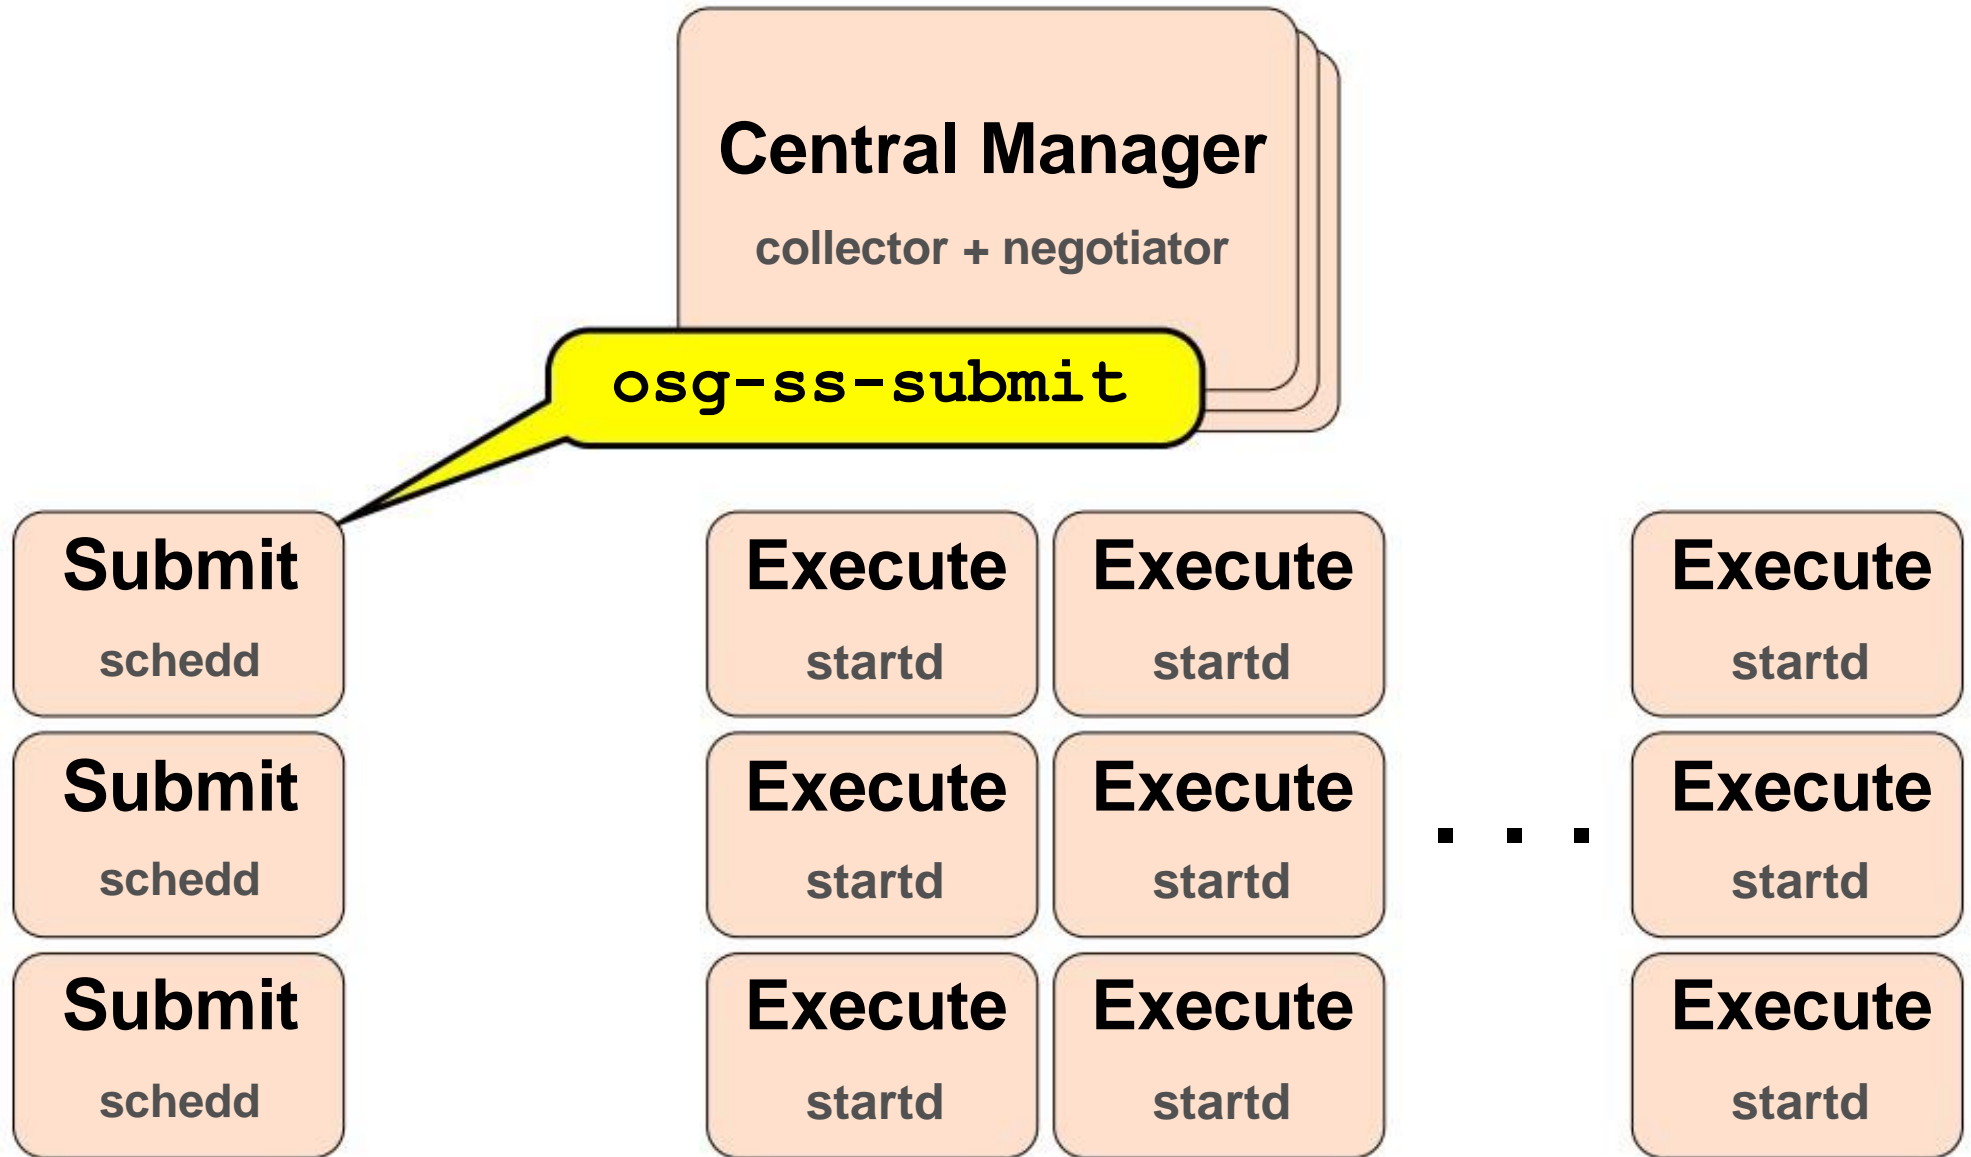 Central Manager
collector + negotiator
osg-ss-submit
Submit Execute Execute Execute
schedd startd startd startd
Submit Execute Execute . . . Execute
schedd startd startd startd
Submit Execute Execute Execute
schedd startd startd startd